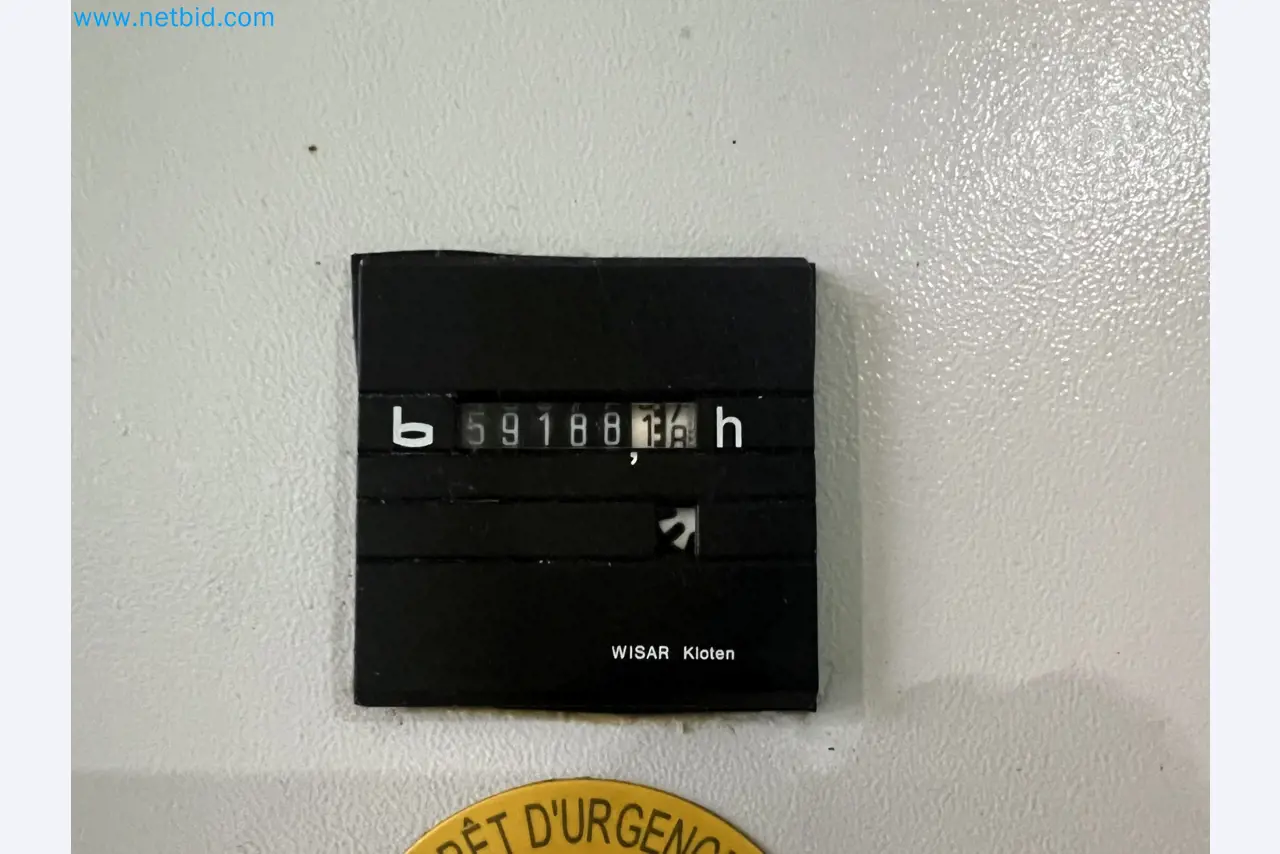 www.netbid.com
59188,1 h
WISAR Kloten
ARRÊT D'URGENCE